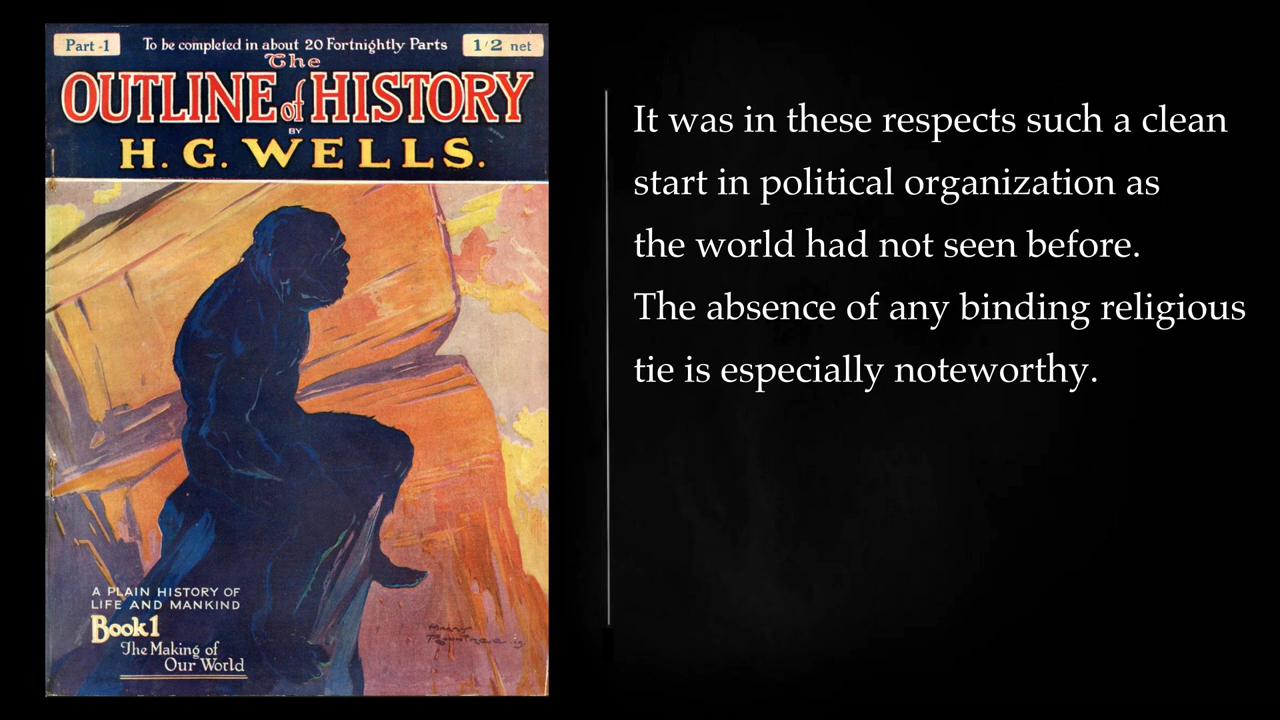 Part -1
To be completed in about 20 Fortnightly Parts
1/2 net
The
OUTLINE of HISTORY
BY
H. G. WELLS.
A PLAIN HISTORY OF
LIFE AND MANKIND
Book 1
The Making of
Our World
It was in these respects such a clean
start in political organization as
the world had not seen before.
The absence of any binding religious
tie is especially noteworthy.